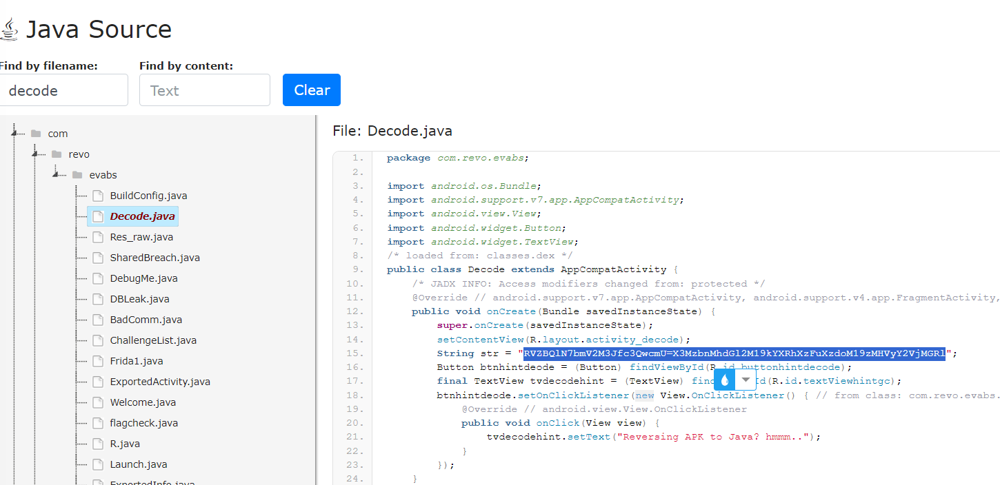 Java Source
Find by filename:
Find by content:
decode
Text
Clear
com
revo
evabs
BuildConfig.java
Decode.java
Res_raw.java
SharedBreach.java
DebugMe.java
DBLeak.java
BadComm.java
ChallengeList.java
Frida1.java
ExportedActivity.java
Welcome.java
flagcheck.java
R.java
Launch.java
ExportedInfo.java
File: Decode.java
1. package com.revo.evabs;
2.
3. import android.os.Bundle;
4. import android.support.v7.app.AppCompatActivity;
5. import android.view.View;
6. import android.widget.Button;
7. import android.widget.TextView;
8. /* loaded from: classes.dex */
9. public class Decode extends AppCompatActivity {
10. /* JADX INFO: Access modifiers changed from: protected */
11. @Override // android.support.v7.app.AppCompatActivity, android.support.v4.app.FragmentActivity,
12. public void onCreate(Bundle savedInstanceState) {
13. super.onCreate(savedInstanceState);
14. setContentView(R.layout.activity_decode);
15. String str = "RVZBQlN7bmV2M3Jfc3QwcmU=X3MzbnMhdGl2M19kYXRhXzFuXzdoM19zMHVyY2VjMGRl";
16. Button btnhintdeode = (Button) findViewById(R.id.buttonhintdecode);
17. final TextView tvdecodehint = (TextView) find Id(R.id.textViewhintgc);
18. btnhintdeode.setOnClickListener(new View.OnClickListener() { // from class: com.revo.evabs.
19. @Override // android.view.View.OnClickListener
20. public void onClick(View view) {
21. tvdecodehint.setText("Reversing APK to Java? hmmm..");
22. }
23. });
24. }